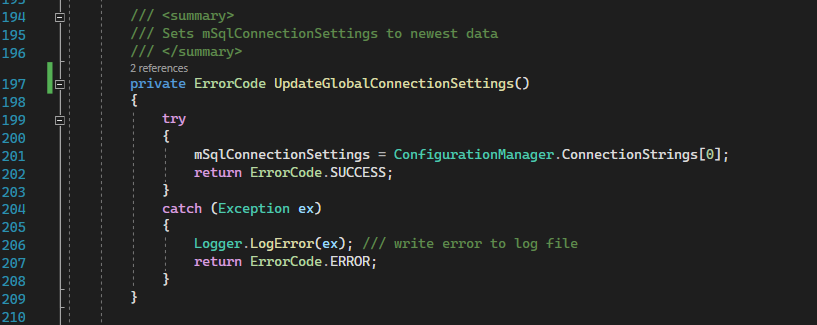 193
194 /// <summary>
195 /// Sets mSqlConnectionSettings to newest data
196 /// </summary>
2 references
197 private ErrorCode UpdateGlobalConnectionSettings()
198 {
199 try
200 {
201 mSqlConnectionSettings = ConfigurationManager.ConnectionStrings[0];
202 return ErrorCode.SUCCESS;
203 }
204 catch (Exception ex)
205 {
206 Logger.LogError(ex); /// write error to log file
207 return ErrorCode.ERROR;
208 }
209 }
210